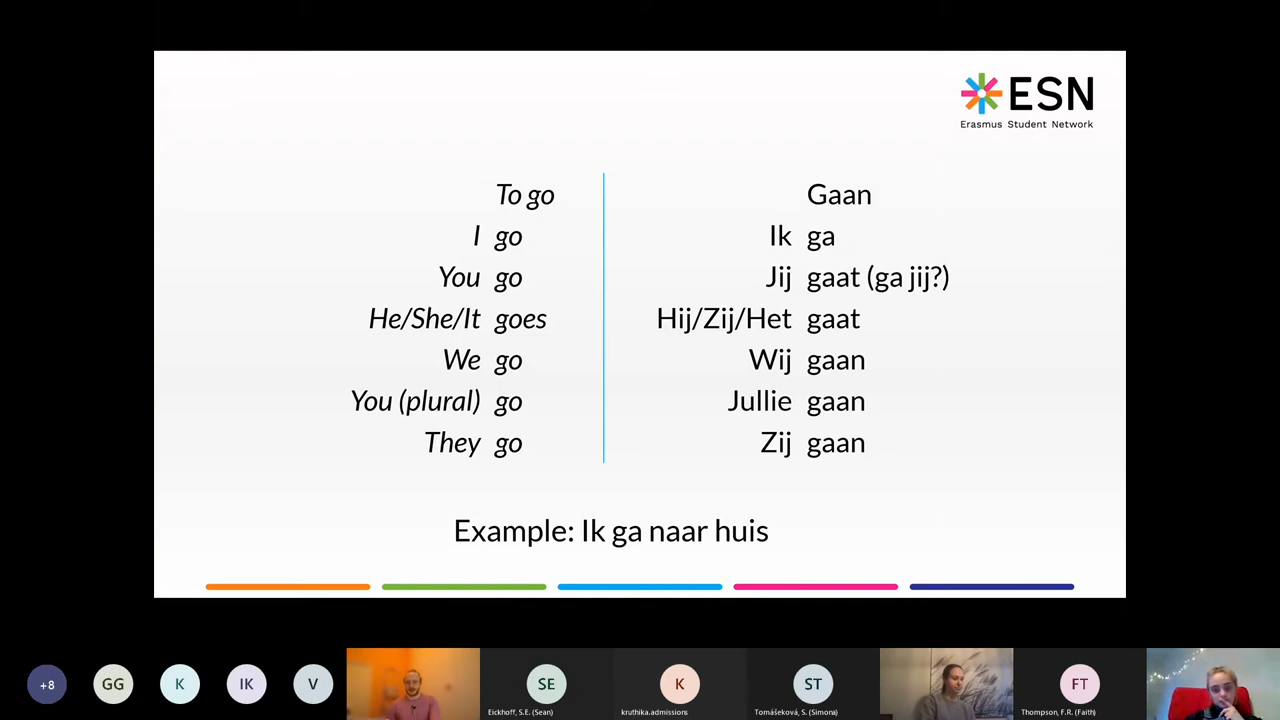 ESN
Erasmus Student Network
To go
Gaan
I go
Ik ga
You go
Jij gaat (ga jij?)
He/She/It goes
Hij/Zij/Het gaat
We go
Wij gaan
You (plural) go
Jullie gaan
They go
Zij gaan
Example: Ik ga naar huis
+8
GG
K
IK
V
SE
Eickhoff, S.E. (Sean)
K
kruthika.admissions
ST
Tomášeková, S. (Simona)
FT
Thompson, F.R. (Faith)